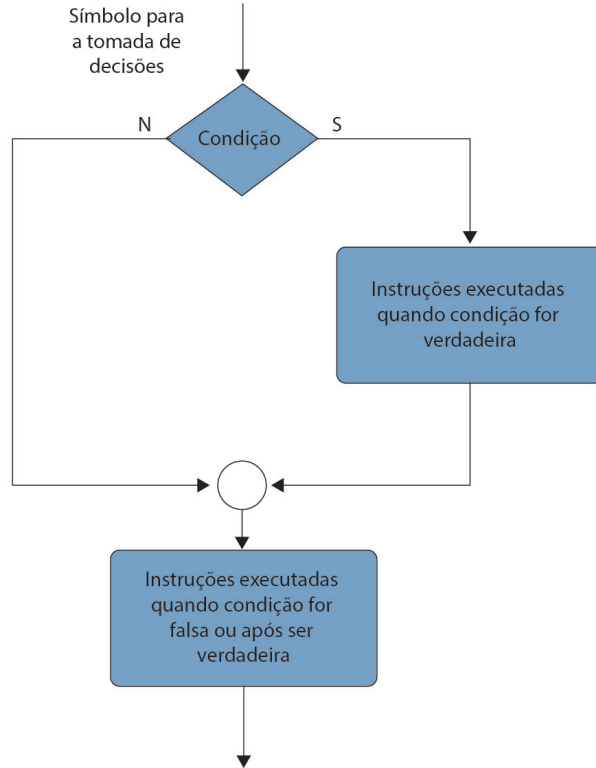 Símbolo para
a tomada de
decisões
N
Condição
S
Instruções executadas
quando condição for
verdadeira
Instruções executadas
quando condição for
falsa ou após ser
verdadeira